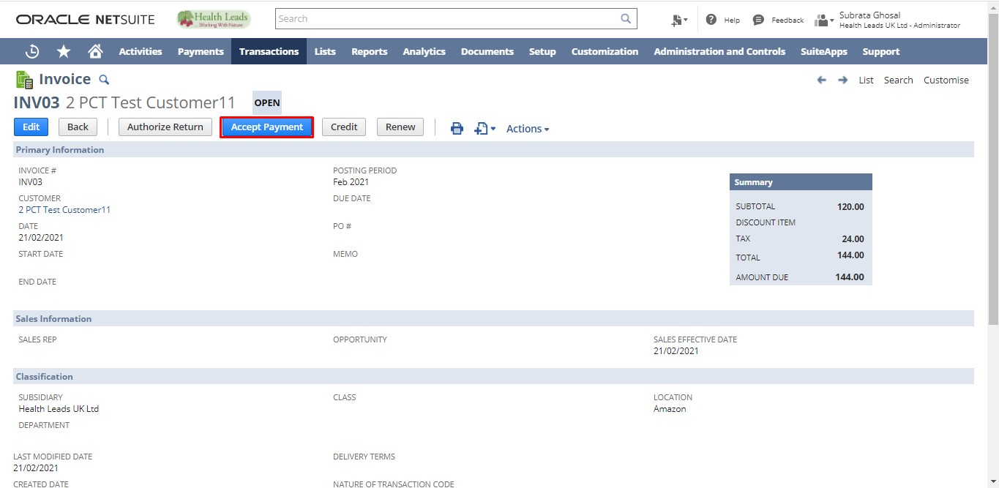 ORACLE NETSUITE
Health Leads
...Working With Nature
Search
Help
Feedback
Subrata Ghosal
Health Leads UK Ltd - Administrator
Activities Payments Transactions Lists Reports Analytics Documents Setup Customization Administration and Controls SuiteApps Support
Invoice
List Search Customise
INV03 2 PCT Test Customer11 OPEN
Edit Back Authorize Return Accept Payment Credit Renew Actions
Primary Information
INVOICE #
INV03
CUSTOMER
2 PCT Test Customer11
DATE
21/02/2021
START DATE
END DATE
POSTING PERIOD
Feb 2021
DUE DATE
PO #
MEMO
Summary
SUBTOTAL 120.00
DISCOUNT ITEM
TAX 24.00
TOTAL 144.00
AMOUNT DUE 144.00
Sales Information
SALES REP
OPPORTUNITY
SALES EFFECTIVE DATE
21/02/2021
Classification
SUBSIDIARY
Health Leads UK Ltd
DEPARTMENT
CLASS
LOCATION
Amazon
LAST MODIFIED DATE
21/02/2021
CREATED DATE
DELIVERY TERMS
NATURE OF TRANSACTION CODE